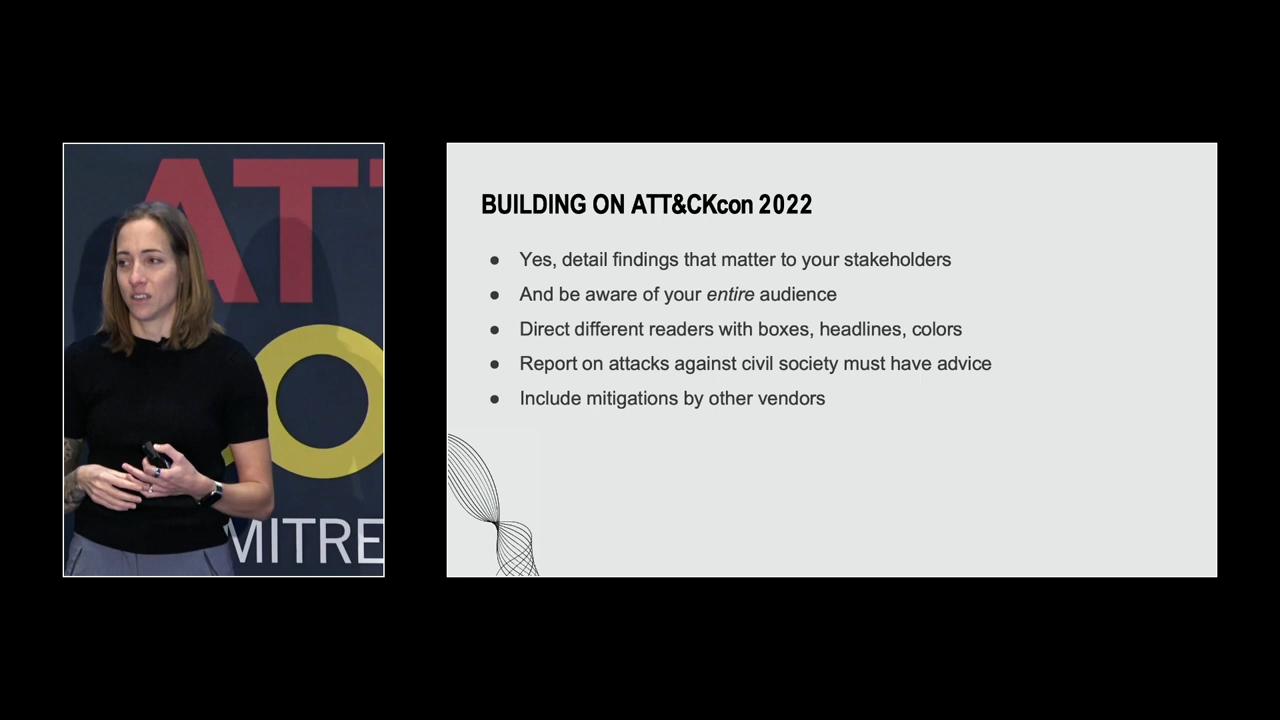 ATT
O
MITRE
BUILDING ON ATT&CKcon 2022
● Yes, detail findings that matter to your stakeholders
● And be aware of your entire audience
● Direct different readers with boxes, headlines, colors
● Report on attacks against civil society must have advice
● Include mitigations by other vendors